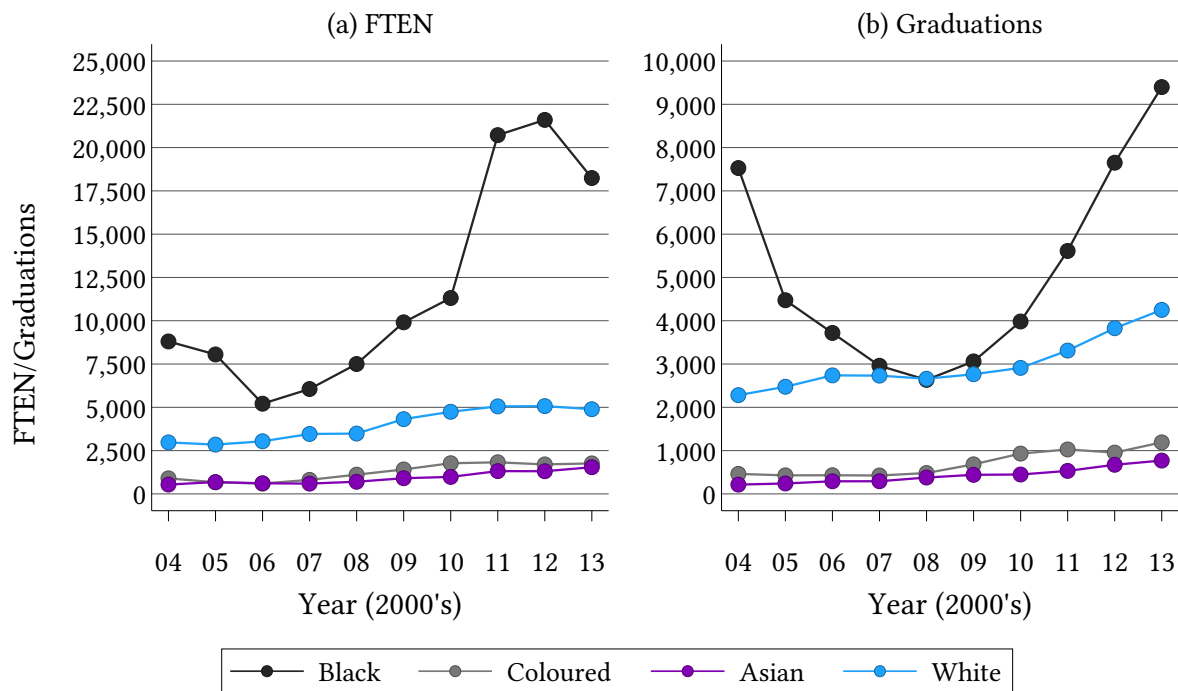 (a) FTEN
(b) Graduations
FTEN/Graduations
25,000
22,500
20,000
17,500
15,000
12,500
10,000
7,500
5,000
2,500
0
10,000
9,000
8,000
7,000
6,000
5,000
4,000
3,000
2,000
1,000
0
04 05 06 07 08 09 10 11 12 13
04 05 06 07 08 09 10 11 12 13
Year (2000's)
Year (2000's)
Black Coloured Asian White